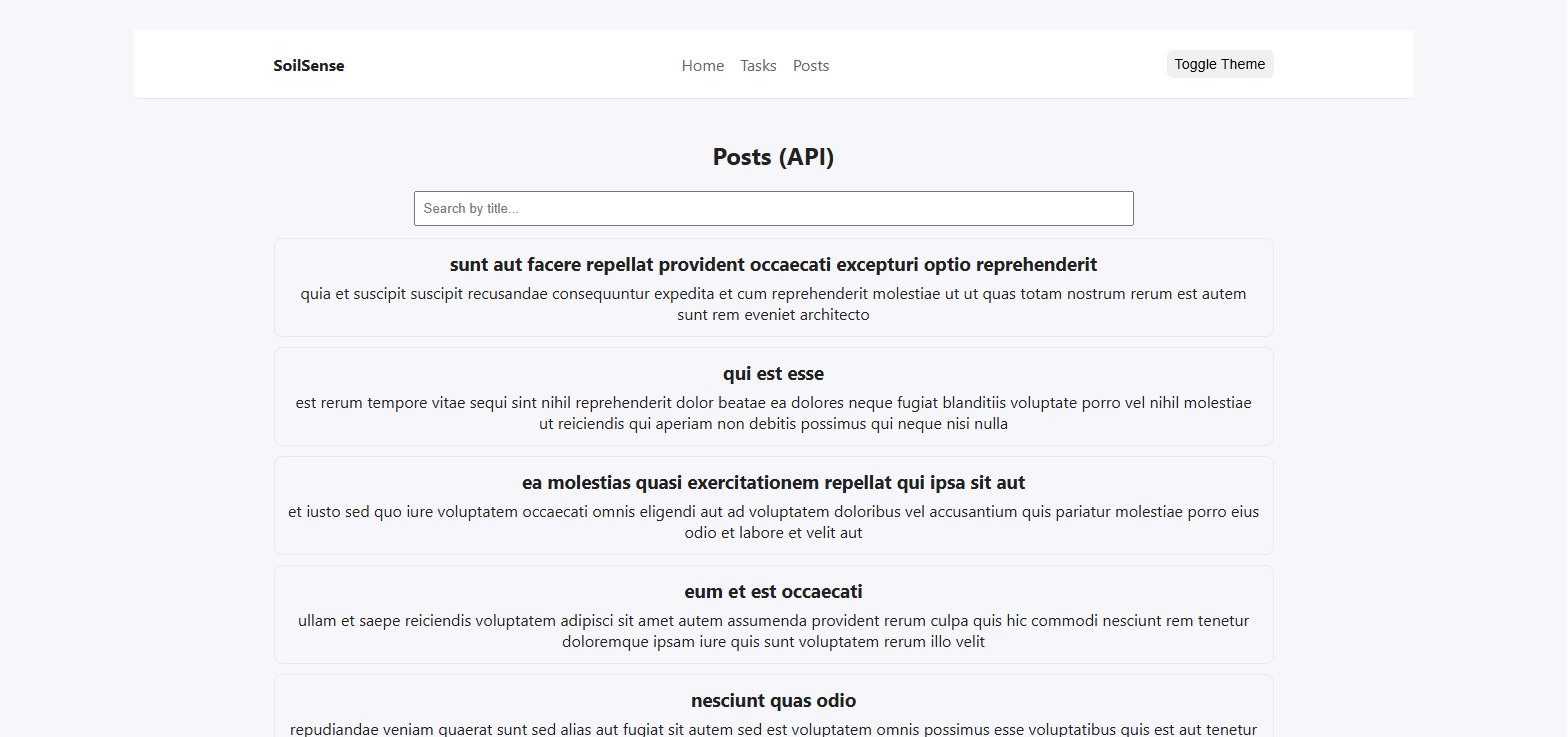 SoilSense
Home Tasks Posts
Toggle Theme
Posts (API)
Search by title...
sunt aut facere repellat provident occaecati excepturi optio reprehenderit
quia et suscipit suscipit recusandae consequuntur expedita et cum reprehenderit molestiae ut ut quas totam nostrum rerum est autem
sunt rem eveniet architecto
qui est esse
est rerum tempore vitae sequi sint nihil reprehenderit dolor beatae ea dolores neque fugiat blanditiis voluptate porro vel nihil molestiae
ut reiciendis qui aperiam non debitis possimus qui neque nisi nulla
ea molestias quasi exercitationem repellat qui ipsa sit aut
et iusto sed quo iure voluptatem occaecati omnis eligendi aut ad voluptatem doloribus vel accusantium quis pariatur molestiae porro eius
odio et labore et velit aut
eum et est occaecati
ullam et saepe reiciendis voluptatem adipisci sit amet autem assumenda provident rerum culpa quis hic commodi nesciunt rem tenetur
doloremque ipsam iure quis sunt voluptatem rerum illo velit
nesciunt quas odio
repudiandae veniam quaerat sunt sed alias aut fugiat sit autem sed est voluptatem omnis possimus esse voluptatibus quis est aut tenetur